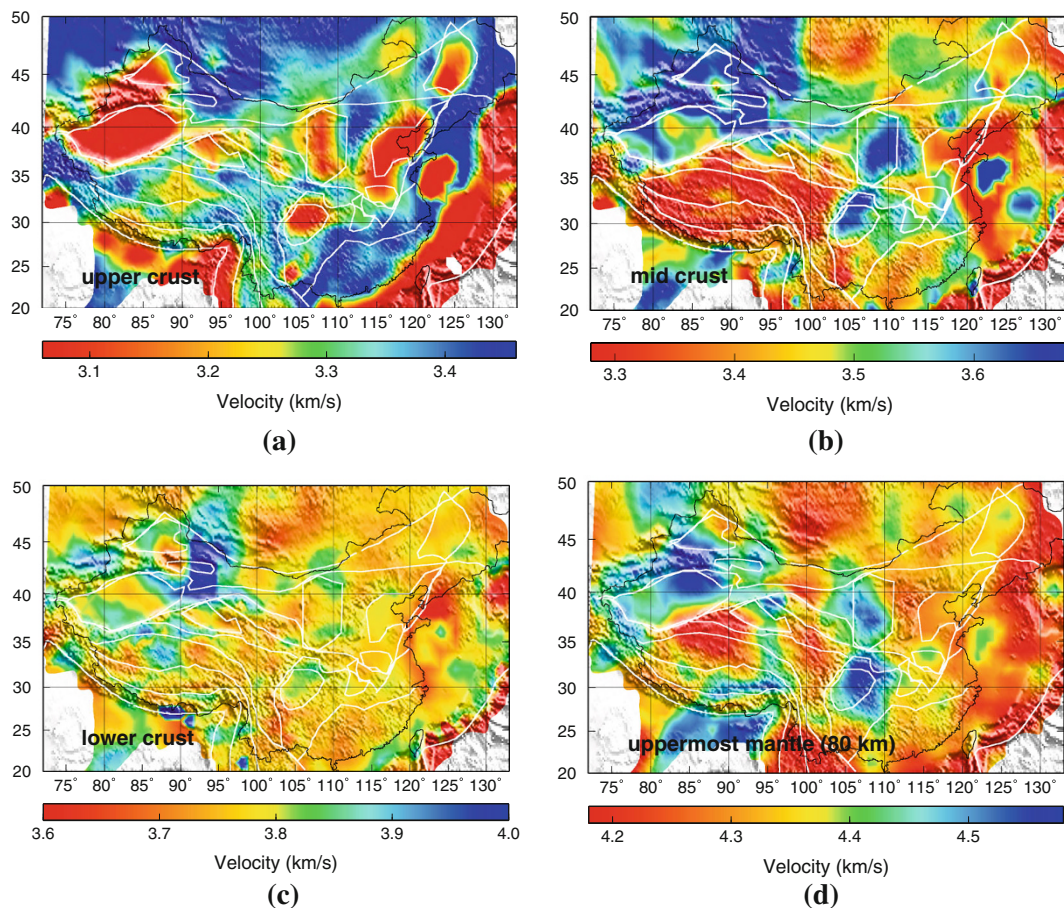 50
45
40
35
30
25
20
upper crust
75° 80° 85° 90° 95° 100° 105° 110° 115° 120° 125° 130°
3.1 3.2 3.3 3.4
Velocity (km/s)
(a)
50
45
40
35
30
25
20
mid crust
75° 80° 85° 90° 95° 100° 105° 110° 115° 120° 125° 130°
3.3 3.4 3.5 3.6
Velocity (km/s)
(b)
50
45
40
35
30
25
20
lower crust
75° 80° 85° 90° 95° 100° 105° 110° 115° 120° 125° 130°
3.6 3.7 3.8 3.9 4.0
Velocity (km/s)
(c)
50
45
40
35
30
25
20
uppermost mantle (80 km)
75° 80° 85° 90° 95° 100° 105° 110° 115° 120° 125° 130°
4.2 4.3 4.4 4.5
Velocity (km/s)
(d)